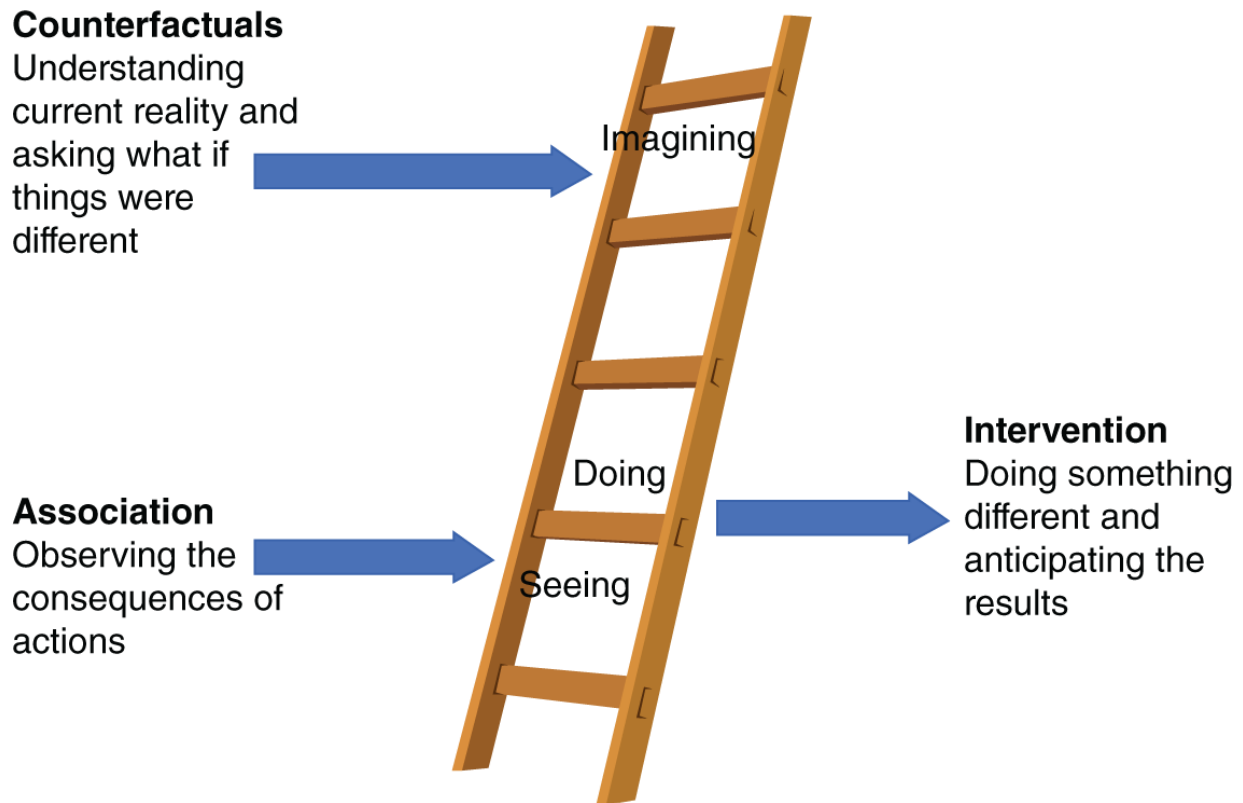 Counterfactuals
Understanding
current reality and
asking what if
things were
different
Imagining
Doing
Seeing
Association
Observing the
consequences of
actions
Intervention
Doing something
different and
anticipating the
results